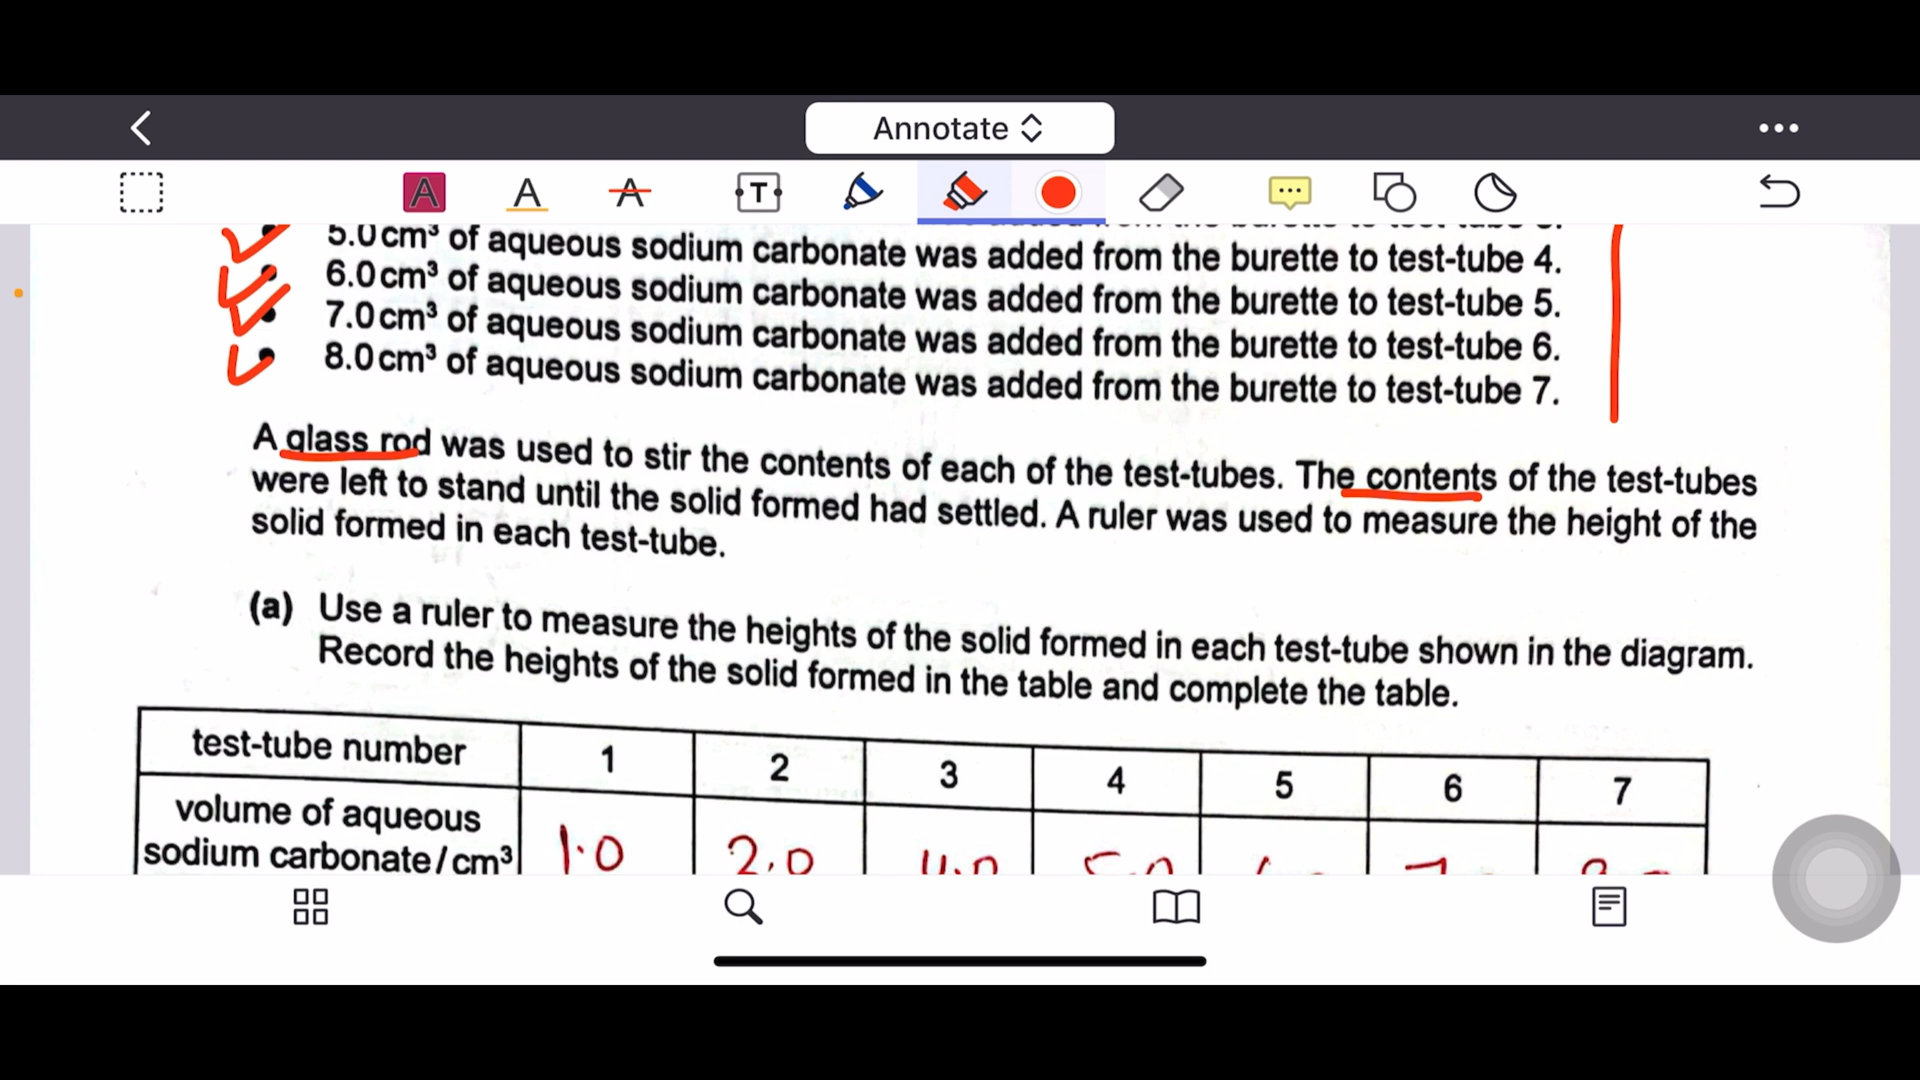 Annotate
5.0 cm³ of aqueous sodium carbonate was added from the burette to test-tube 4.
6.0 cm³ of aqueous sodium carbonate was added from the burette to test-tube 5.
7.0 cm³ of aqueous sodium carbonate was added from the burette to test-tube 6.
8.0 cm³ of aqueous sodium carbonate was added from the burette to test-tube 7.
A glass rod was used to stir the contents of each of the test-tubes. The contents of the test-tubes
were left to stand until the solid formed had settled. A ruler was used to measure the height of the
solid formed in each test-tube.
(a) Use a ruler to measure the heights of the solid formed in each test-tube shown in the diagram.
Record the heights of the solid formed in the table and complete the table.
test-tube number 1 2 3 4 5 6 7
volume of aqueous
sodium carbonate / cm³ 1.0 2.0 4.0 5.0